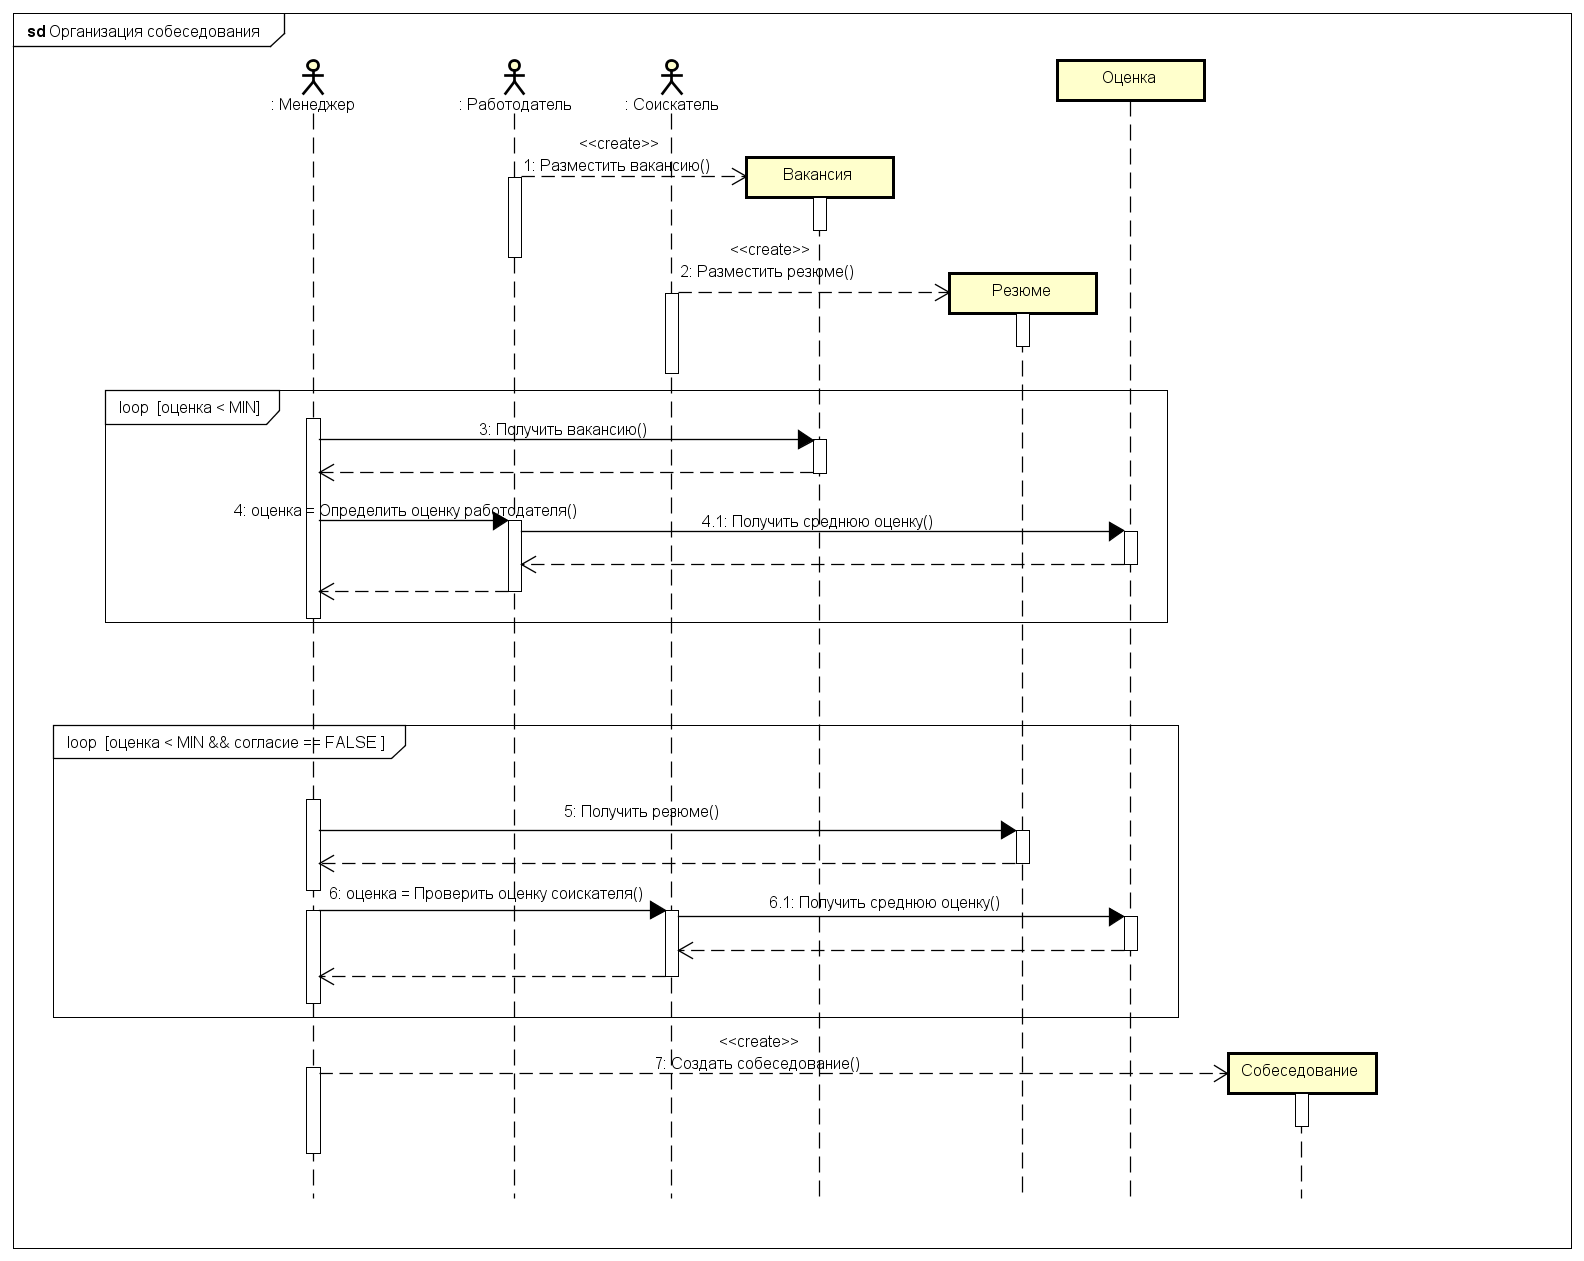 sd Организация собеседования
: Менеджер
: Работодатель
: Соискатель
Оценка
<<create>>
1: Разместить вакансию()
Вакансия
<<create>>
2: Разместить резюме()
Резюме
loop [оценка < MIN]
3: Получить вакансию()
4: оценка = Определить оценку работодателя()
4.1: Получить среднюю оценку()
loop [оценка < MIN && согласие == FALSE ]
5: Получить резюме()
6: оценка = Проверить оценку соискателя()
6.1: Получить среднюю оценку()
<<create>>
7: Создать собеседование()
Собеседование